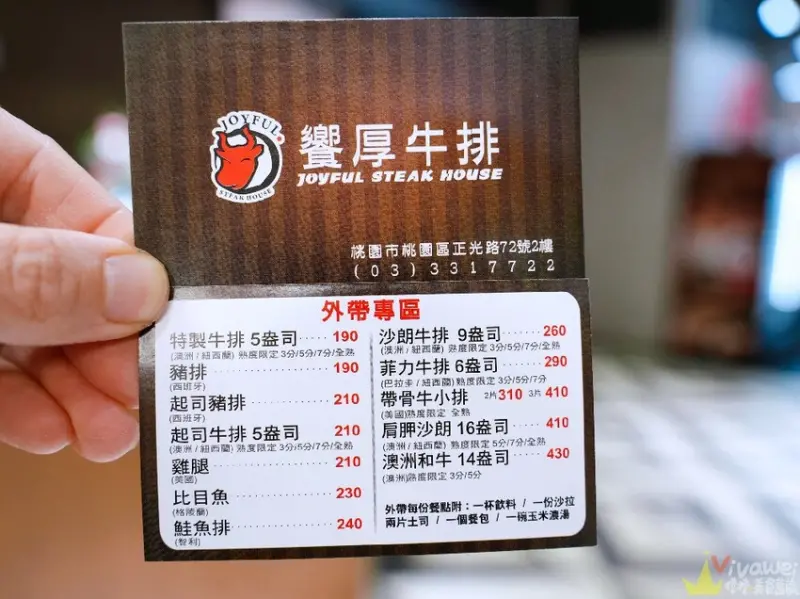 JOYFUL
STEAK HOUSE
饗厚牛排
JOYFUL STEAK HOUSE
桃園市桃園區正光路72號2樓
(03)3317722
外帶專區
特製牛排 5盎司 190
(澳洲/紐西蘭) 熟度限定 3分/5分/7分/全熟
豬排 190
(西班牙)
起司豬排 210
(西班牙)
起司牛排 5盎司 210
(澳洲/紐西蘭) 熟度限定 3分/5分/7分/全熟
雞腿 210
(美國)
比目魚 230
(格陵蘭)
鮭魚排 240
(智利)
沙朗牛排 9盎司 260
(澳洲/紐西蘭) 熟度限定 3分/5分/7分/全熟
菲力牛排 6盎司 290
(巴拉圭/紐西蘭) 熟度限定 3分/5分/7分
帶骨牛小排 2片 310 3片 410
(美國)熟度限定 全熟
肩胛沙朗 16盎司 410
(澳洲/紐西蘭) 熟度限定 5分/7分/全熟
澳洲和牛 14盎司 430
(澳洲)熟度限定 3分/5分
外帶每份餐點附：一杯飲料 / 一份沙拉
兩片土司 / 一個餐包 / 一碗玉米濃湯
Vivawei